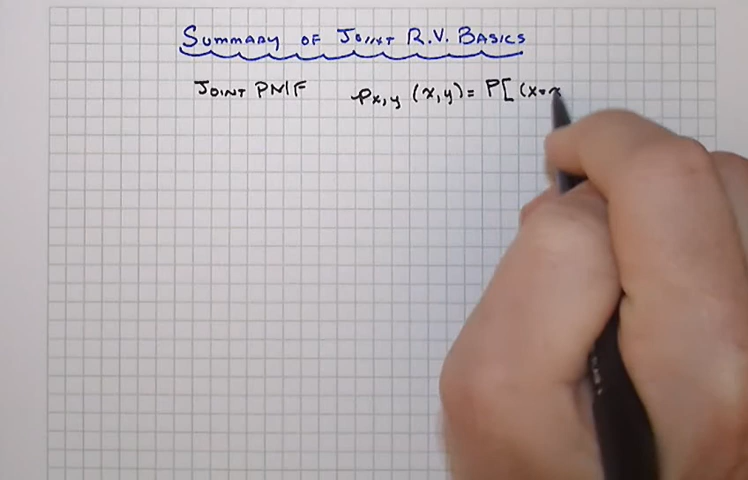 Summary of Joint R.V. Basics
Joint PMF px,y (x,y) = P[(x=x